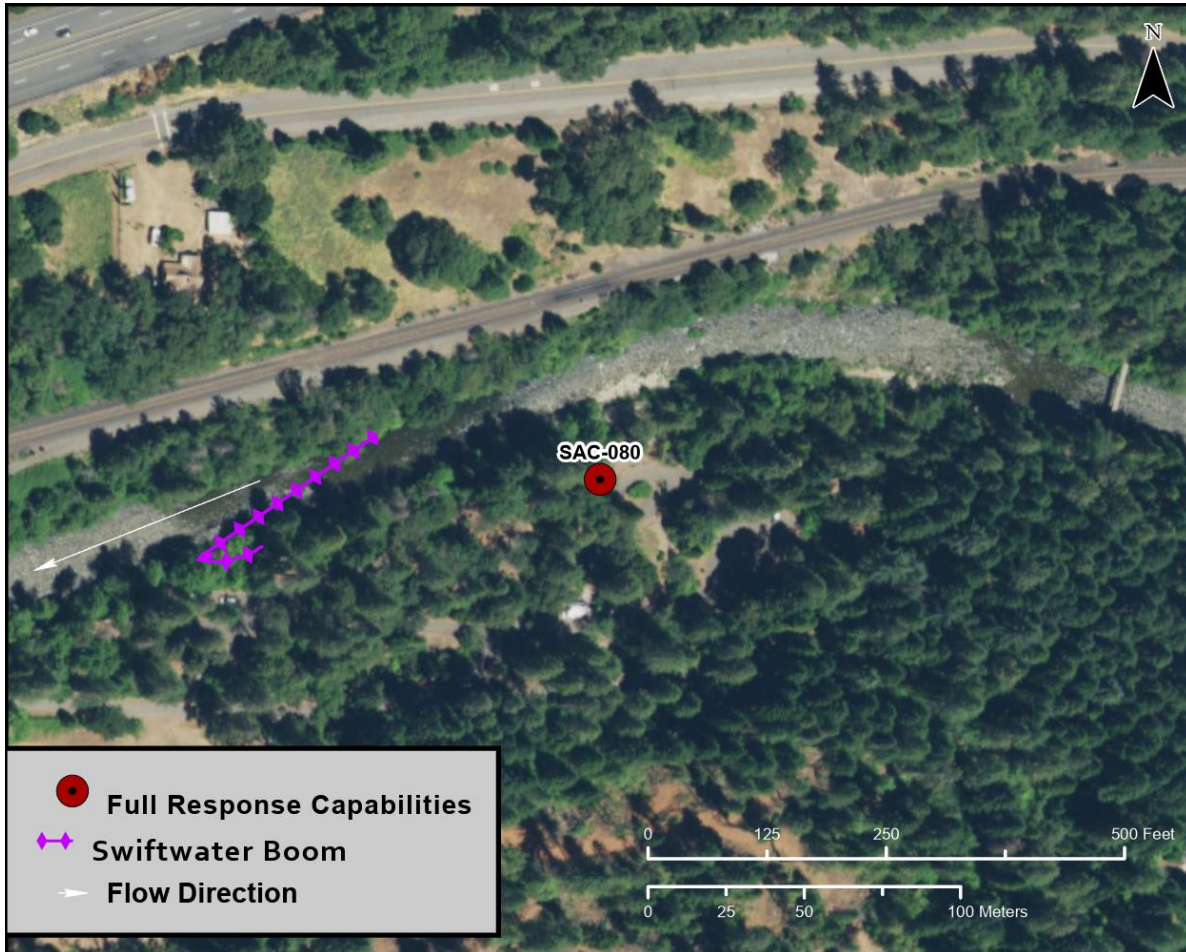 N
SAC-080
Full Response Capabilities
Swiftwater Boom
Flow Direction
0 125 250 500 Feet
0 25 50 100 Meters